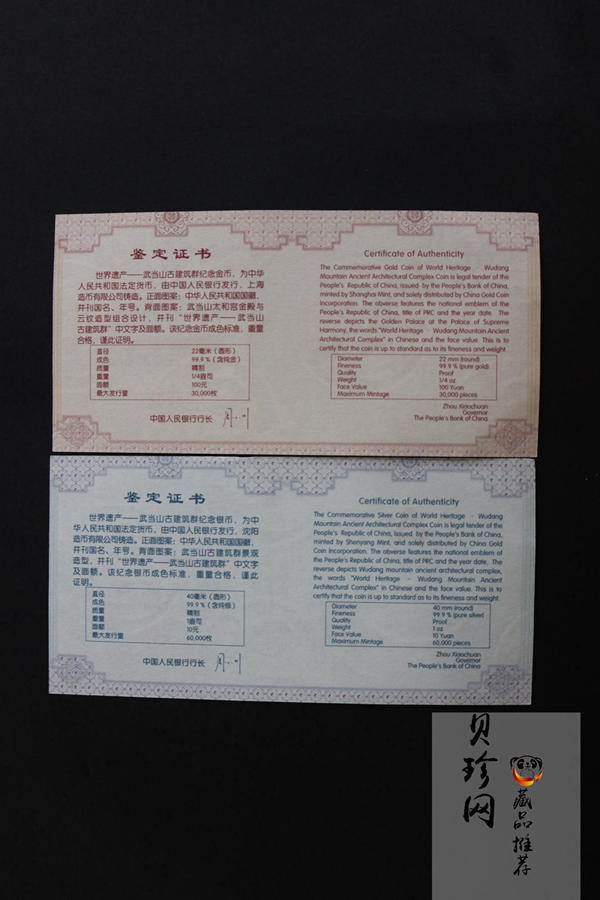 鉴定证书
世界遗产——武当山古建筑群纪念金币，为中华
人民共和国法定货币，由中国人民银行发行，上海
造币有限公司铸造。正面图案：中华人民共和国国徽，
并刊国名、年号。背面图案：武当山太和宫金殿与
云纹造型组合设计，并刊“世界遗产——武当山
古建筑群”中文字及面额。该纪念金币成色标准，重量
合格，谨此证明。
直径 22毫米（圆形）
成色 99.9%（含纯金）
质量 精制
重量 1/4盎司
面额 100元
最大发行量 30,000枚
中国人民银行行长
Certificate of Authenticity
The Commemorative Gold Coin of World Heritage - Wudang
Mountain Ancient Architectural Complex Coin is legal tender of the
People's Republic of China, issued by the People's Bank of China,
minted by Shanghai Mint, and solely distributed by China Gold Coin
Incorporation. The obverse features the national emblem of the
People's Republic of China, title of PRC and the year date. The
reverse depicts the Golden Palace at the Palace of Supreme
Harmony, the words "World Heritage - Wudang Mountain Ancient
Architectural Complex" in Chinese and the face value. This is to
certify that the coin is up to standard as to its fineness and weight.
Diameter 22 mm (round)
Fineness 99.9 % (pure gold)
Quality Proof
Weight 1/4 oz
Face Value 100 Yuan
Maximum Mintage 30,000 pieces
Zhou Xiaochuan
Governor
The People's Bank of China
鉴定证书
世界遗产——武当山古建筑群纪念银币，为中
华人民共和国法定货币，由中国人民银行发行，沈阳
造币有限公司铸造。正面图案：中华人民共和国国徽，
并刊国名、年号。背面图案：武当山古建筑群景观
造型，并刊“世界遗产——武当山古建筑群”中文字
及面额。该纪念银币成色标准，重量合格，谨此
证明。
直径 40毫米（圆形）
成色 99.9%（含纯银）
质量 精制
重量 1盎司
面额 10元
最大发行量 60,000枚
中国人民银行行长
Certificate of Authenticity
The Commemorative Silver Coin of World Heritage - Wudang
Mountain Ancient Architectural Complex Coin is legal tender of the
People's Republic of China, issued by the People's Bank of China,
minted by Shenyang Mint, and solely distributed by China Gold
Coin Incorporation. The obverse features the national emblem of
the People's Republic of China, title of PRC and the year date. The
reverse depicts Wudang mountain ancient architectural complex,
the words "World Heritage - Wudang Mountain Ancient
Architectural Complex" in Chinese and the face value. This is to
certify that the coin is up to standard as to its fineness and weight.
Diameter 40 mm (round)
Fineness 99.9 % (pure silver)
Quality Proof
Weight 1 oz
Face Value 10 Yuan
Maximum Mintage 60,000 pieces
Zhou Xiaochuan
Governor
The People's Bank of China
贝珍网
藏品推荐